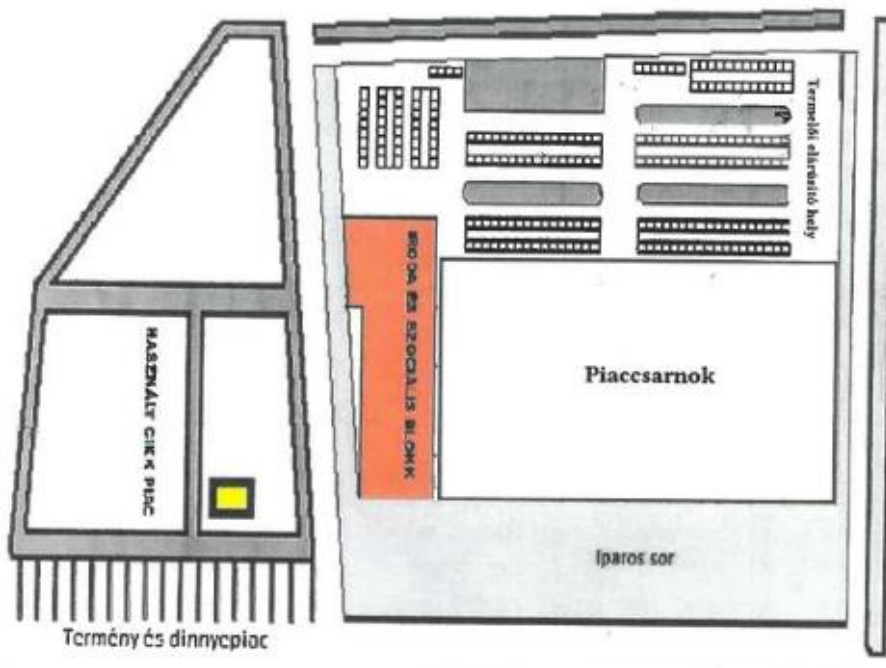 Termelői elárusító hely
IRODA ÉS SZOCIÁLIS BLOKK
Piaccsarnok
HASZNÁLT CIKK PIAC
Iparos sor
Termény és dinnyepiac